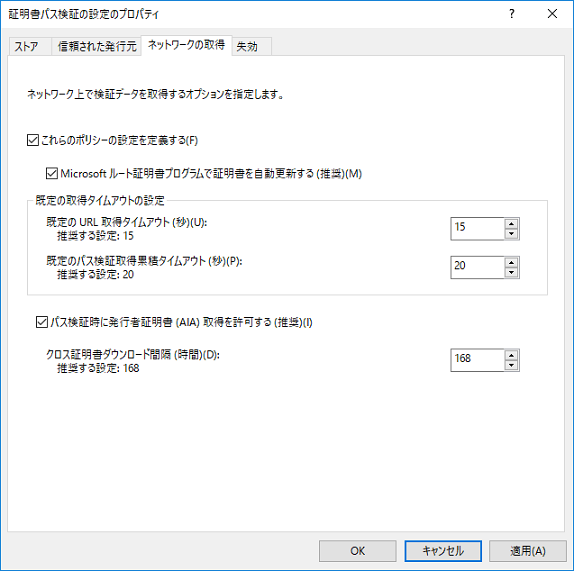 証明書パス検証の設定のプロパティ
?
ストア 信頼された発行元 ネットワークの取得 失効
ネットワーク上で検証データを取得するオプションを指定します。
これらのポリシーの設定を定義する(F)
Microsoft ルート証明書プログラムで証明書を自動更新する (推奨)(M)
既定の取得タイムアウトの設定
既定の URL 取得タイムアウト (秒)(U):
15
推奨する設定: 15
既定のパス検証取得累積タイムアウト (秒)(P):
20
推奨する設定: 20
パス検証時に発行者証明書 (AIA) 取得を許可する (推奨)(I)
クロス証明書ダウンロード間隔 (時間)(D):
168
推奨する設定: 168
OK キャンセル 適用(A)